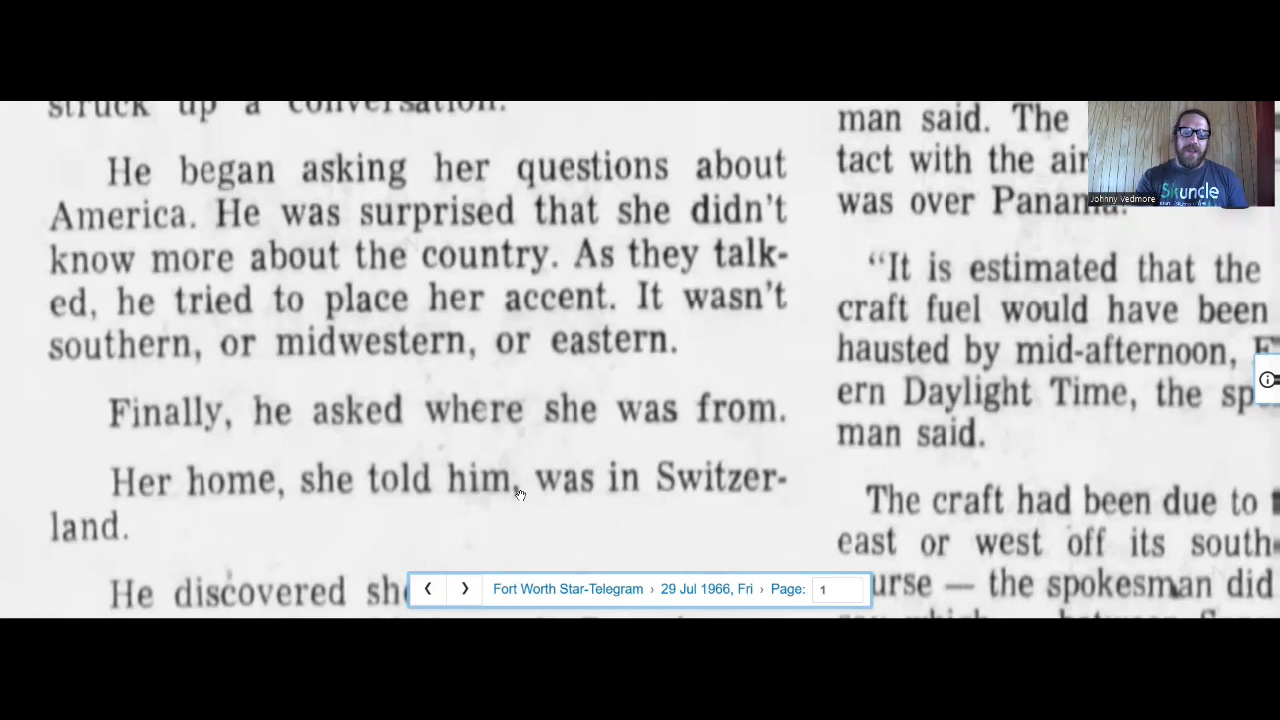 struck up a conversation.
He began asking her questions about
America. He was surprised that she didn't
know more about the country. As they talk-
ed, he tried to place her accent. It wasn't
southern, or midwestern, or eastern.
Finally, he asked where she was from.
Her home, she told him, was in Switzer-
land.
He discovered she
man said. The
tact with the air
was over Panama.
"It is estimated that the
craft fuel would have been
hausted by mid-afternoon, E
ern Daylight Time, the sp
man said.
The craft had been due to
east or west off its south
urse — the spokesman did
Johnny Vedmore
Skuncle
Fort Worth Star-Telegram › 29 Jul 1966, Fri › Page: 1